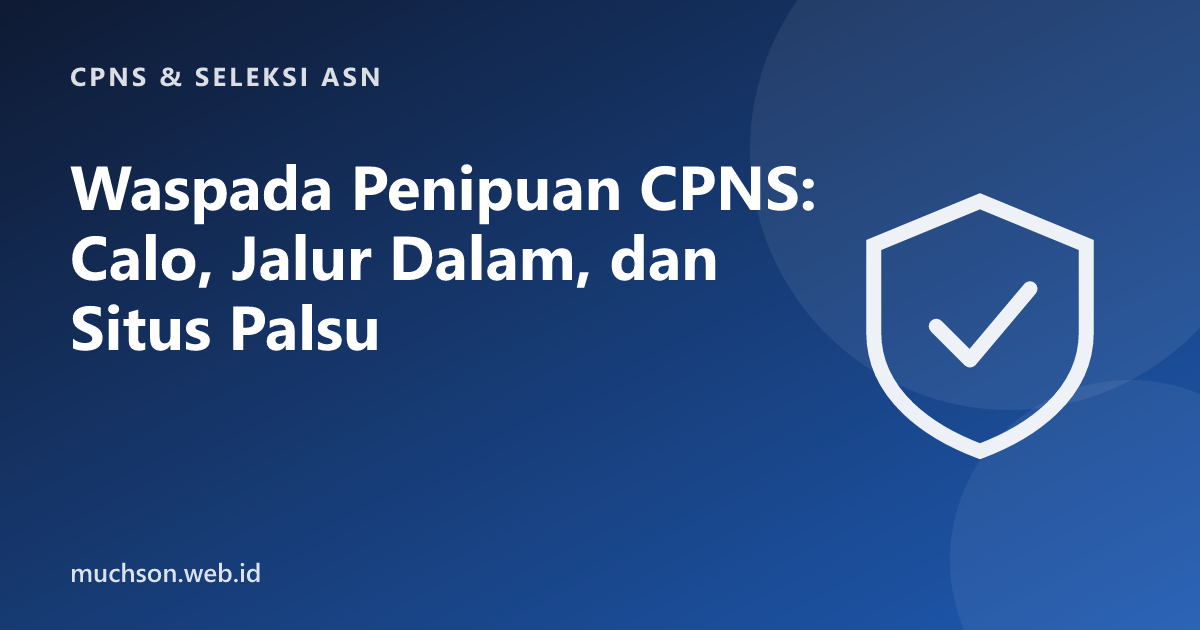 CPNS & SELEKSI ASN
Waspada Penipuan CPNS:
Calo, Jalur Dalam, dan
Situs Palsu
muchson.web.id